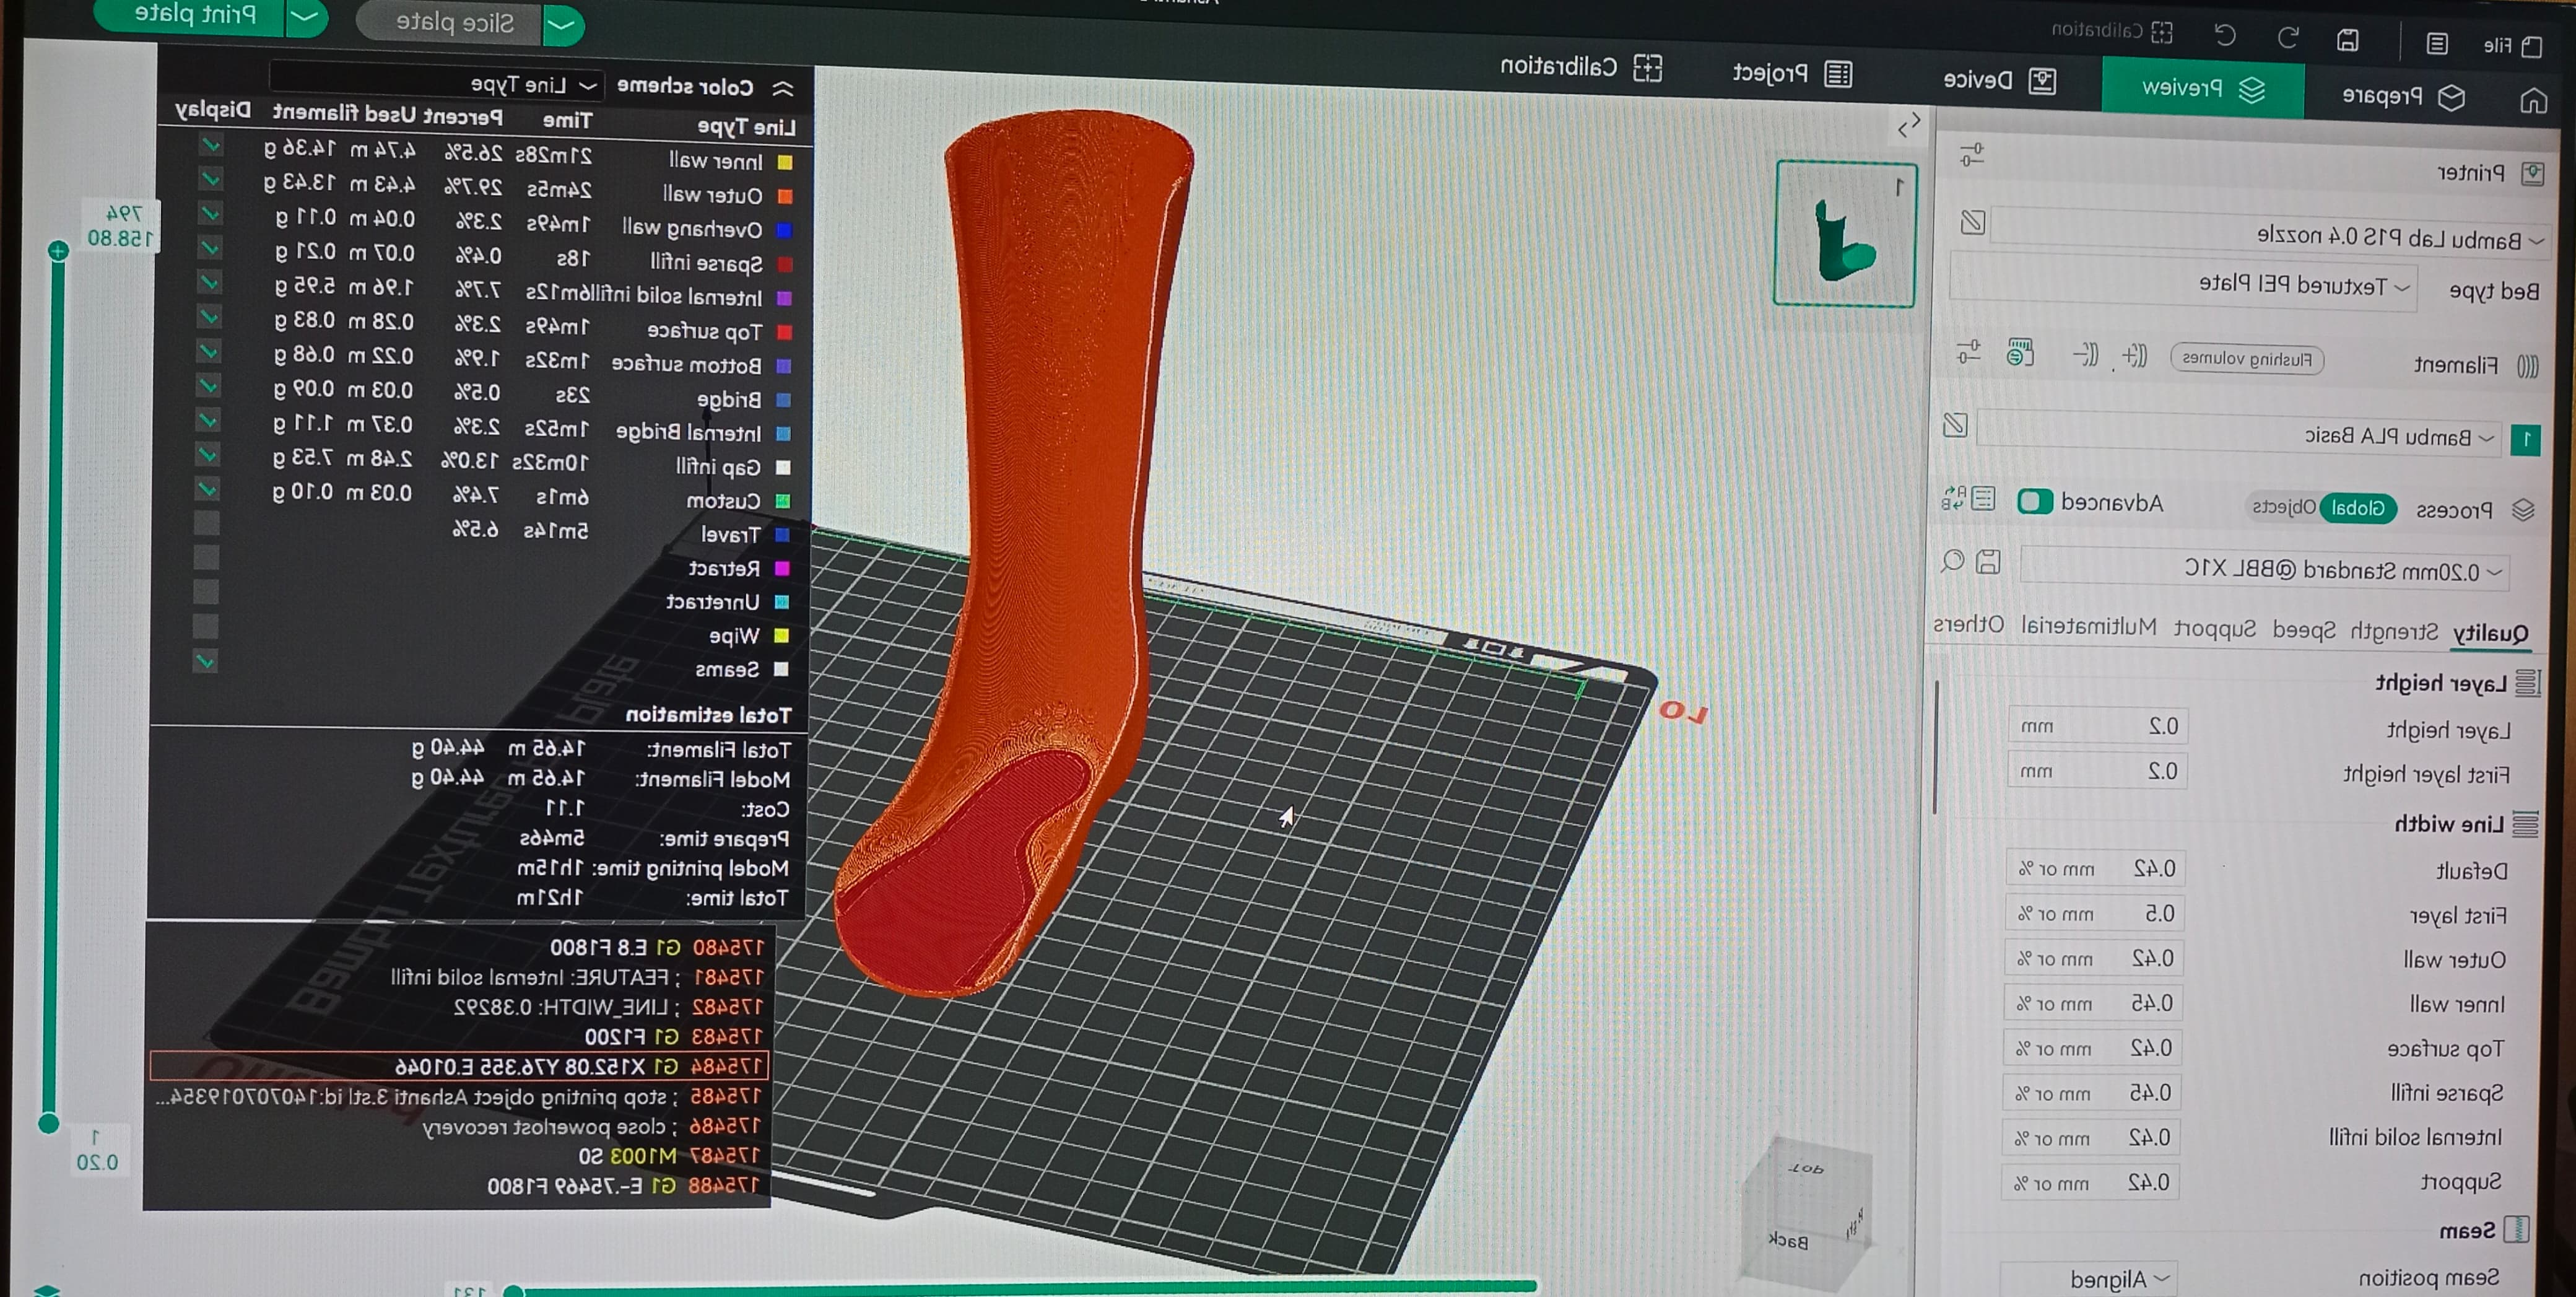 File
Calibration
Slice plate
Print plate
Prepare
Preview
Device
Project
Calibration
Printer
Bambu Lab P1S 0.4 nozzle
Bed type
Textured PEI Plate
Filament
Flushing volumes
1 Bambu PLA Basic
Process Global Objects Advanced
0.20mm Standard @BBL X1C
Quality Strength Speed Support Multimaterial Others
Layer height
Layer height 0.2 mm
First layer height 0.2 mm
Line width
Default 0.42 mm or %
First layer 0.5 mm or %
Outer wall 0.42 mm or %
Inner wall 0.45 mm or %
Top surface 0.42 mm or %
Sparse infill 0.45 mm or %
Internal solid infill 0.42 mm or %
Support 0.42 mm or %
Seam
Seam position Aligned
1
LO
Back
Color scheme Line Type
Line Type Time Percent Used filament Display
Inner wall 21m28s 26.5% 4.74 m 14.36 g
Outer wall 24m5s 29.7% 4.43 m 13.43 g
Overhang wall 1m49s 2.3% 0.04 m 0.11 g
Sparse infill 18s 0.4% 0.07 m 0.21 g
Internal solid infill 6m12s 7.7% 1.96 m 5.95 g
Top surface 1m49s 2.3% 0.28 m 0.83 g
Bottom surface 1m32s 1.9% 0.22 m 0.68 g
Bridge 23s 0.5% 0.03 m 0.09 g
Internal Bridge 1m52s 2.3% 0.37 m 1.11 g
Gap infill 10m32s 13.0% 2.48 m 7.53 g
Custom 6m1s 7.4% 0.03 m 0.10 g
Travel 5m14s 6.5%
Retract
Unretract
Wipe
Seams
Total estimation
Total Filament: 14.65 m 44.40 g
Model Filament: 14.65 m 44.40 g
Cost: 1.11
Prepare time: 5m46s
Model printing time: 1h15m
Total time: 1h21m
175480 G1 E.8 F1800
175481 ; FEATURE: Internal solid infill
175482 ; LINE_WIDTH: 0.38292
175483 G1 F1200
175484 G1 X152.08 Y76.355 E.01046
175485 ; stop printing object Ashanti 3.stl id:140707019354...
175486 ; close powerlost recovery
175487 M1003 S0
175488 G1 E-.75469 F1800
794
158.80
1
0.20
131